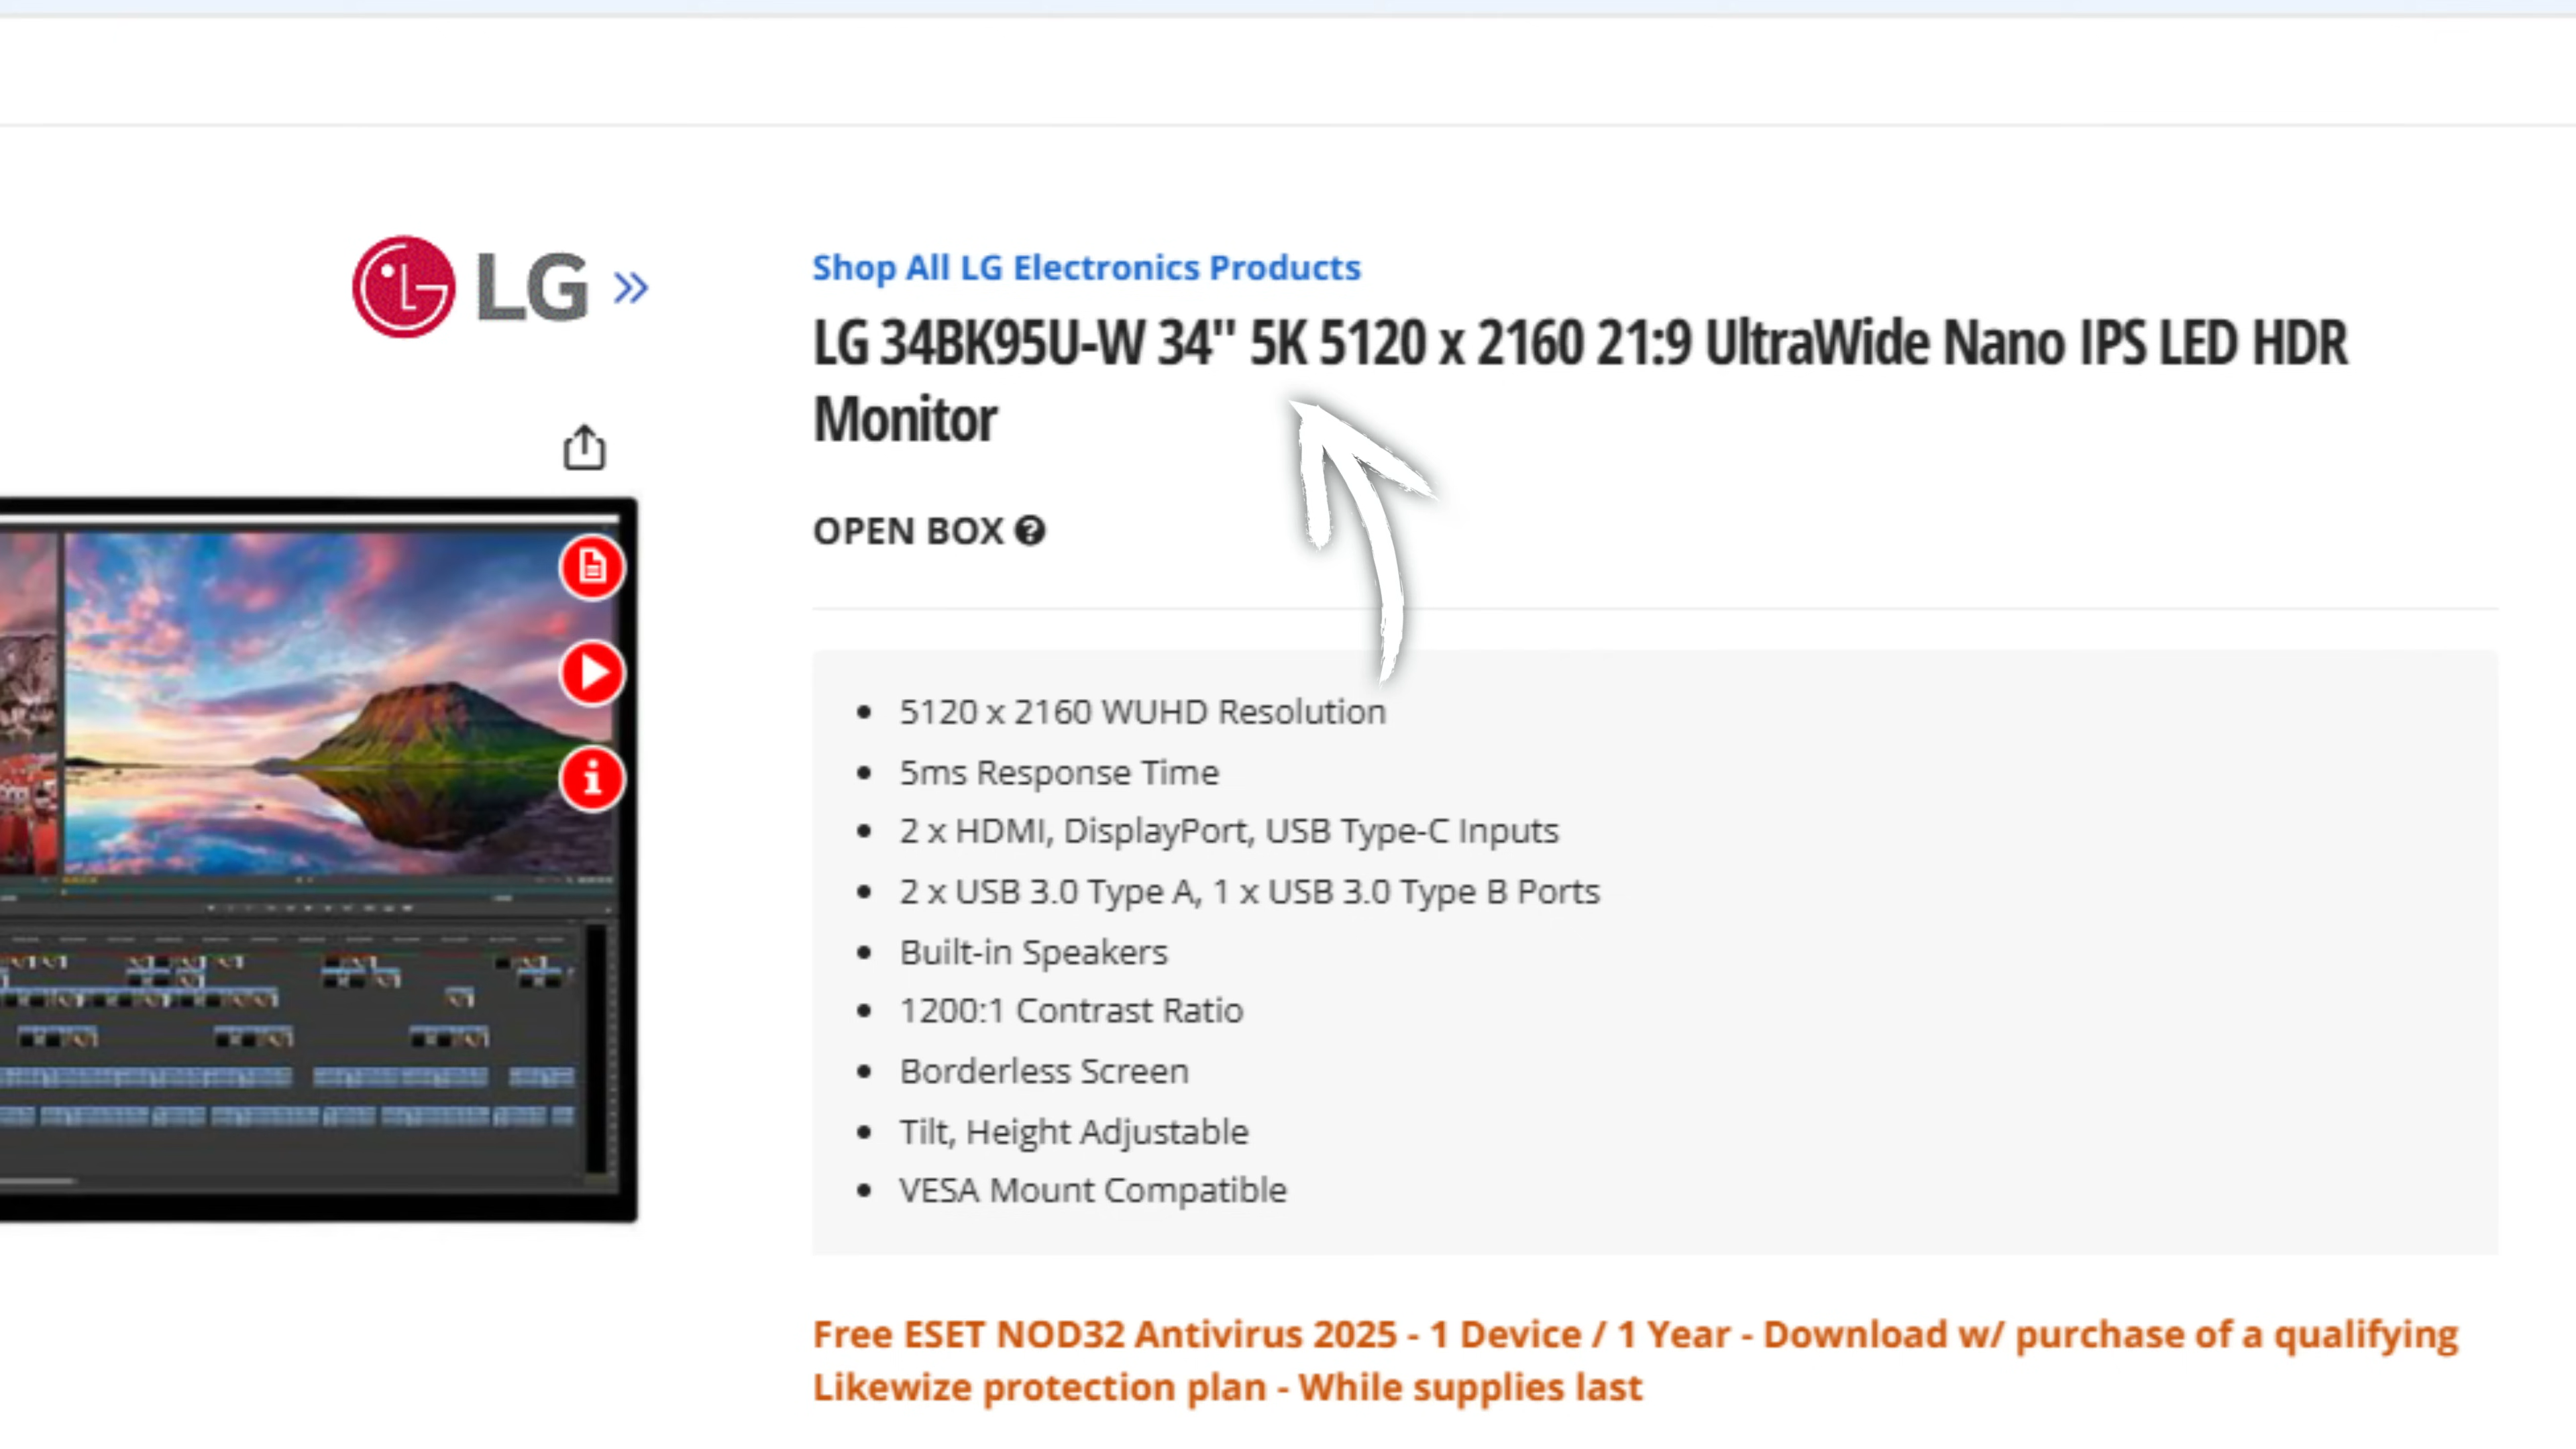 LG
Shop All LG Electronics Products
LG 34BK95U-W 34" 5K 5120 x 2160 21:9 UltraWide Nano IPS LED HDR
Monitor
OPEN BOX
5120 x 2160 WUHD Resolution
5ms Response Time
2 x HDMI, DisplayPort, USB Type-C Inputs
2 x USB 3.0 Type A, 1 x USB 3.0 Type B Ports
Built-in Speakers
1200:1 Contrast Ratio
Borderless Screen
Tilt, Height Adjustable
VESA Mount Compatible
Free ESET NOD32 Antivirus 2025 - 1 Device / 1 Year - Download w/ purchase of a qualifying
Likewize protection plan - While supplies last